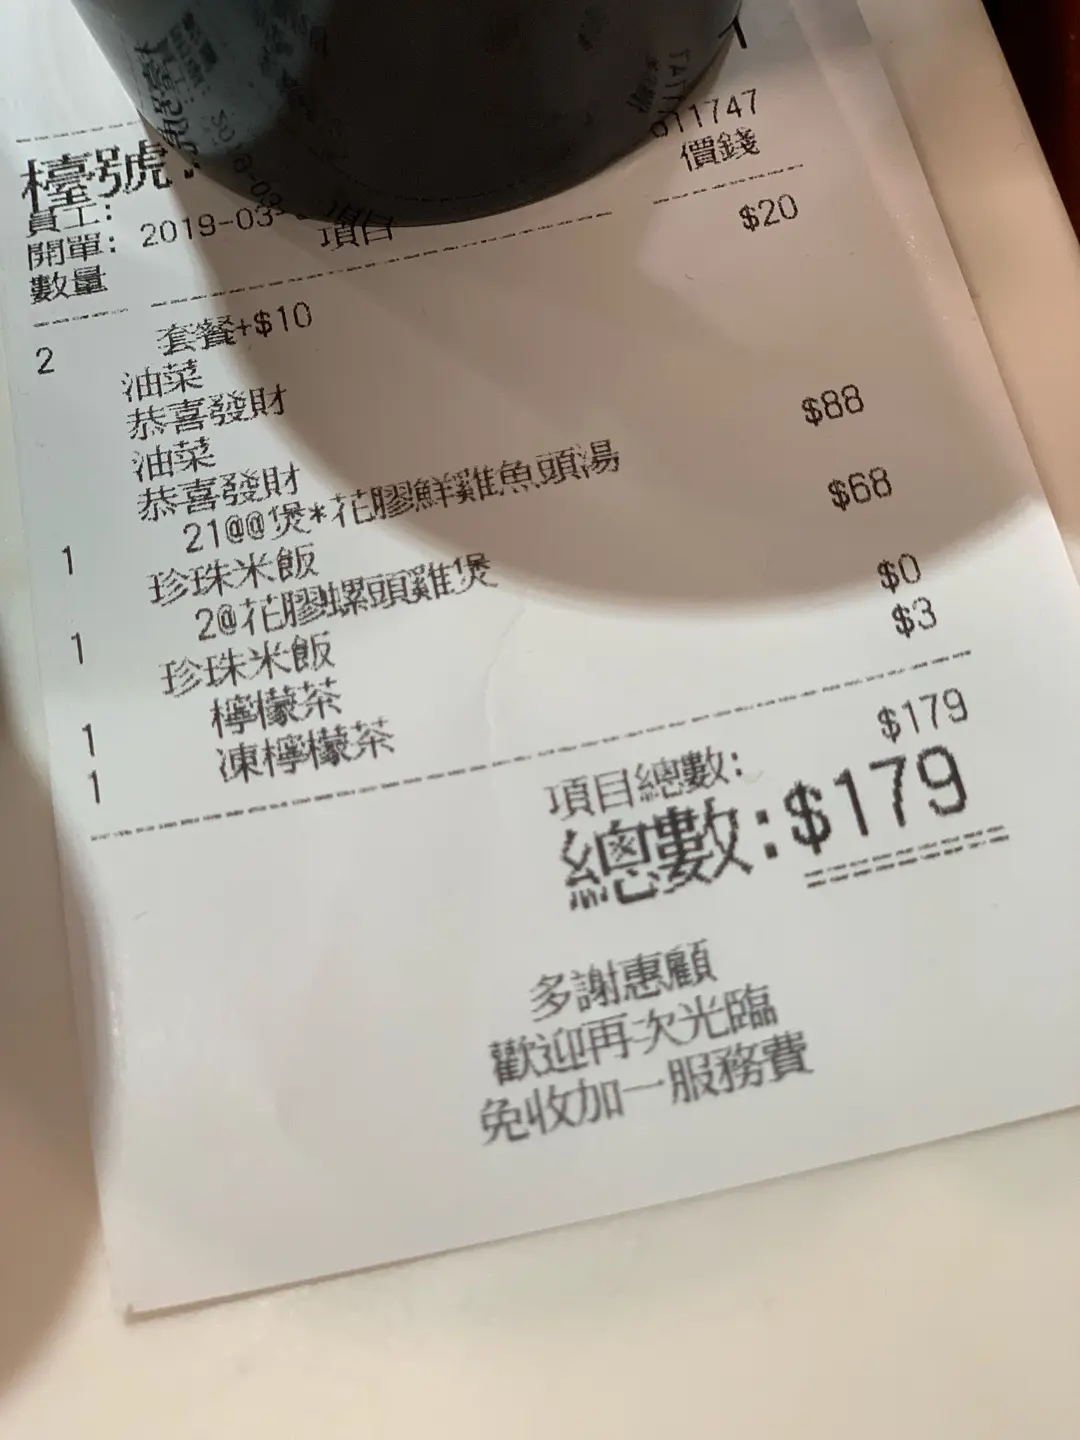 檯號:
員工: 911747
開單: 2019-03-
數量 項目 價錢
2 套餐+$10 $20
油菜
恭喜發財
油菜
恭喜發財
1 21@@煲*花膠鮮雞魚頭湯 $88
珍珠米飯
1 2@花膠螺頭雞煲 $68
珍珠米飯
1 檸檬茶 $0
1 凍檸檬茶 $3
項目總數: $179
總數:$179
多謝惠顧
歡迎再次光臨
免收加一服務費